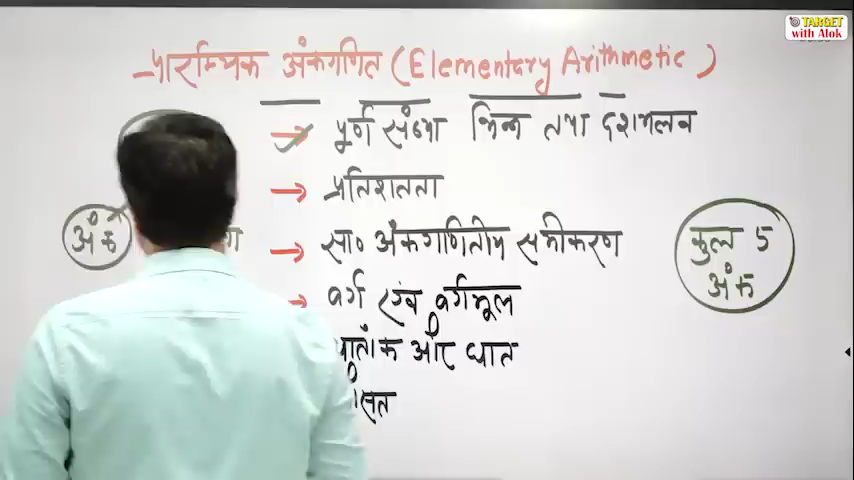 TARGET
with Alok
प्रारम्भिक अंकगणित (Elementary Arithmetic)
→ पूर्ण संख्या भिन्न तथा दशमलव
→ प्रतिशतता
अंक
→ सा० अंकगणितीय समीकरण
कुल 5
अंक
→ वर्ग एवं वर्गमूल
घातांक और घात